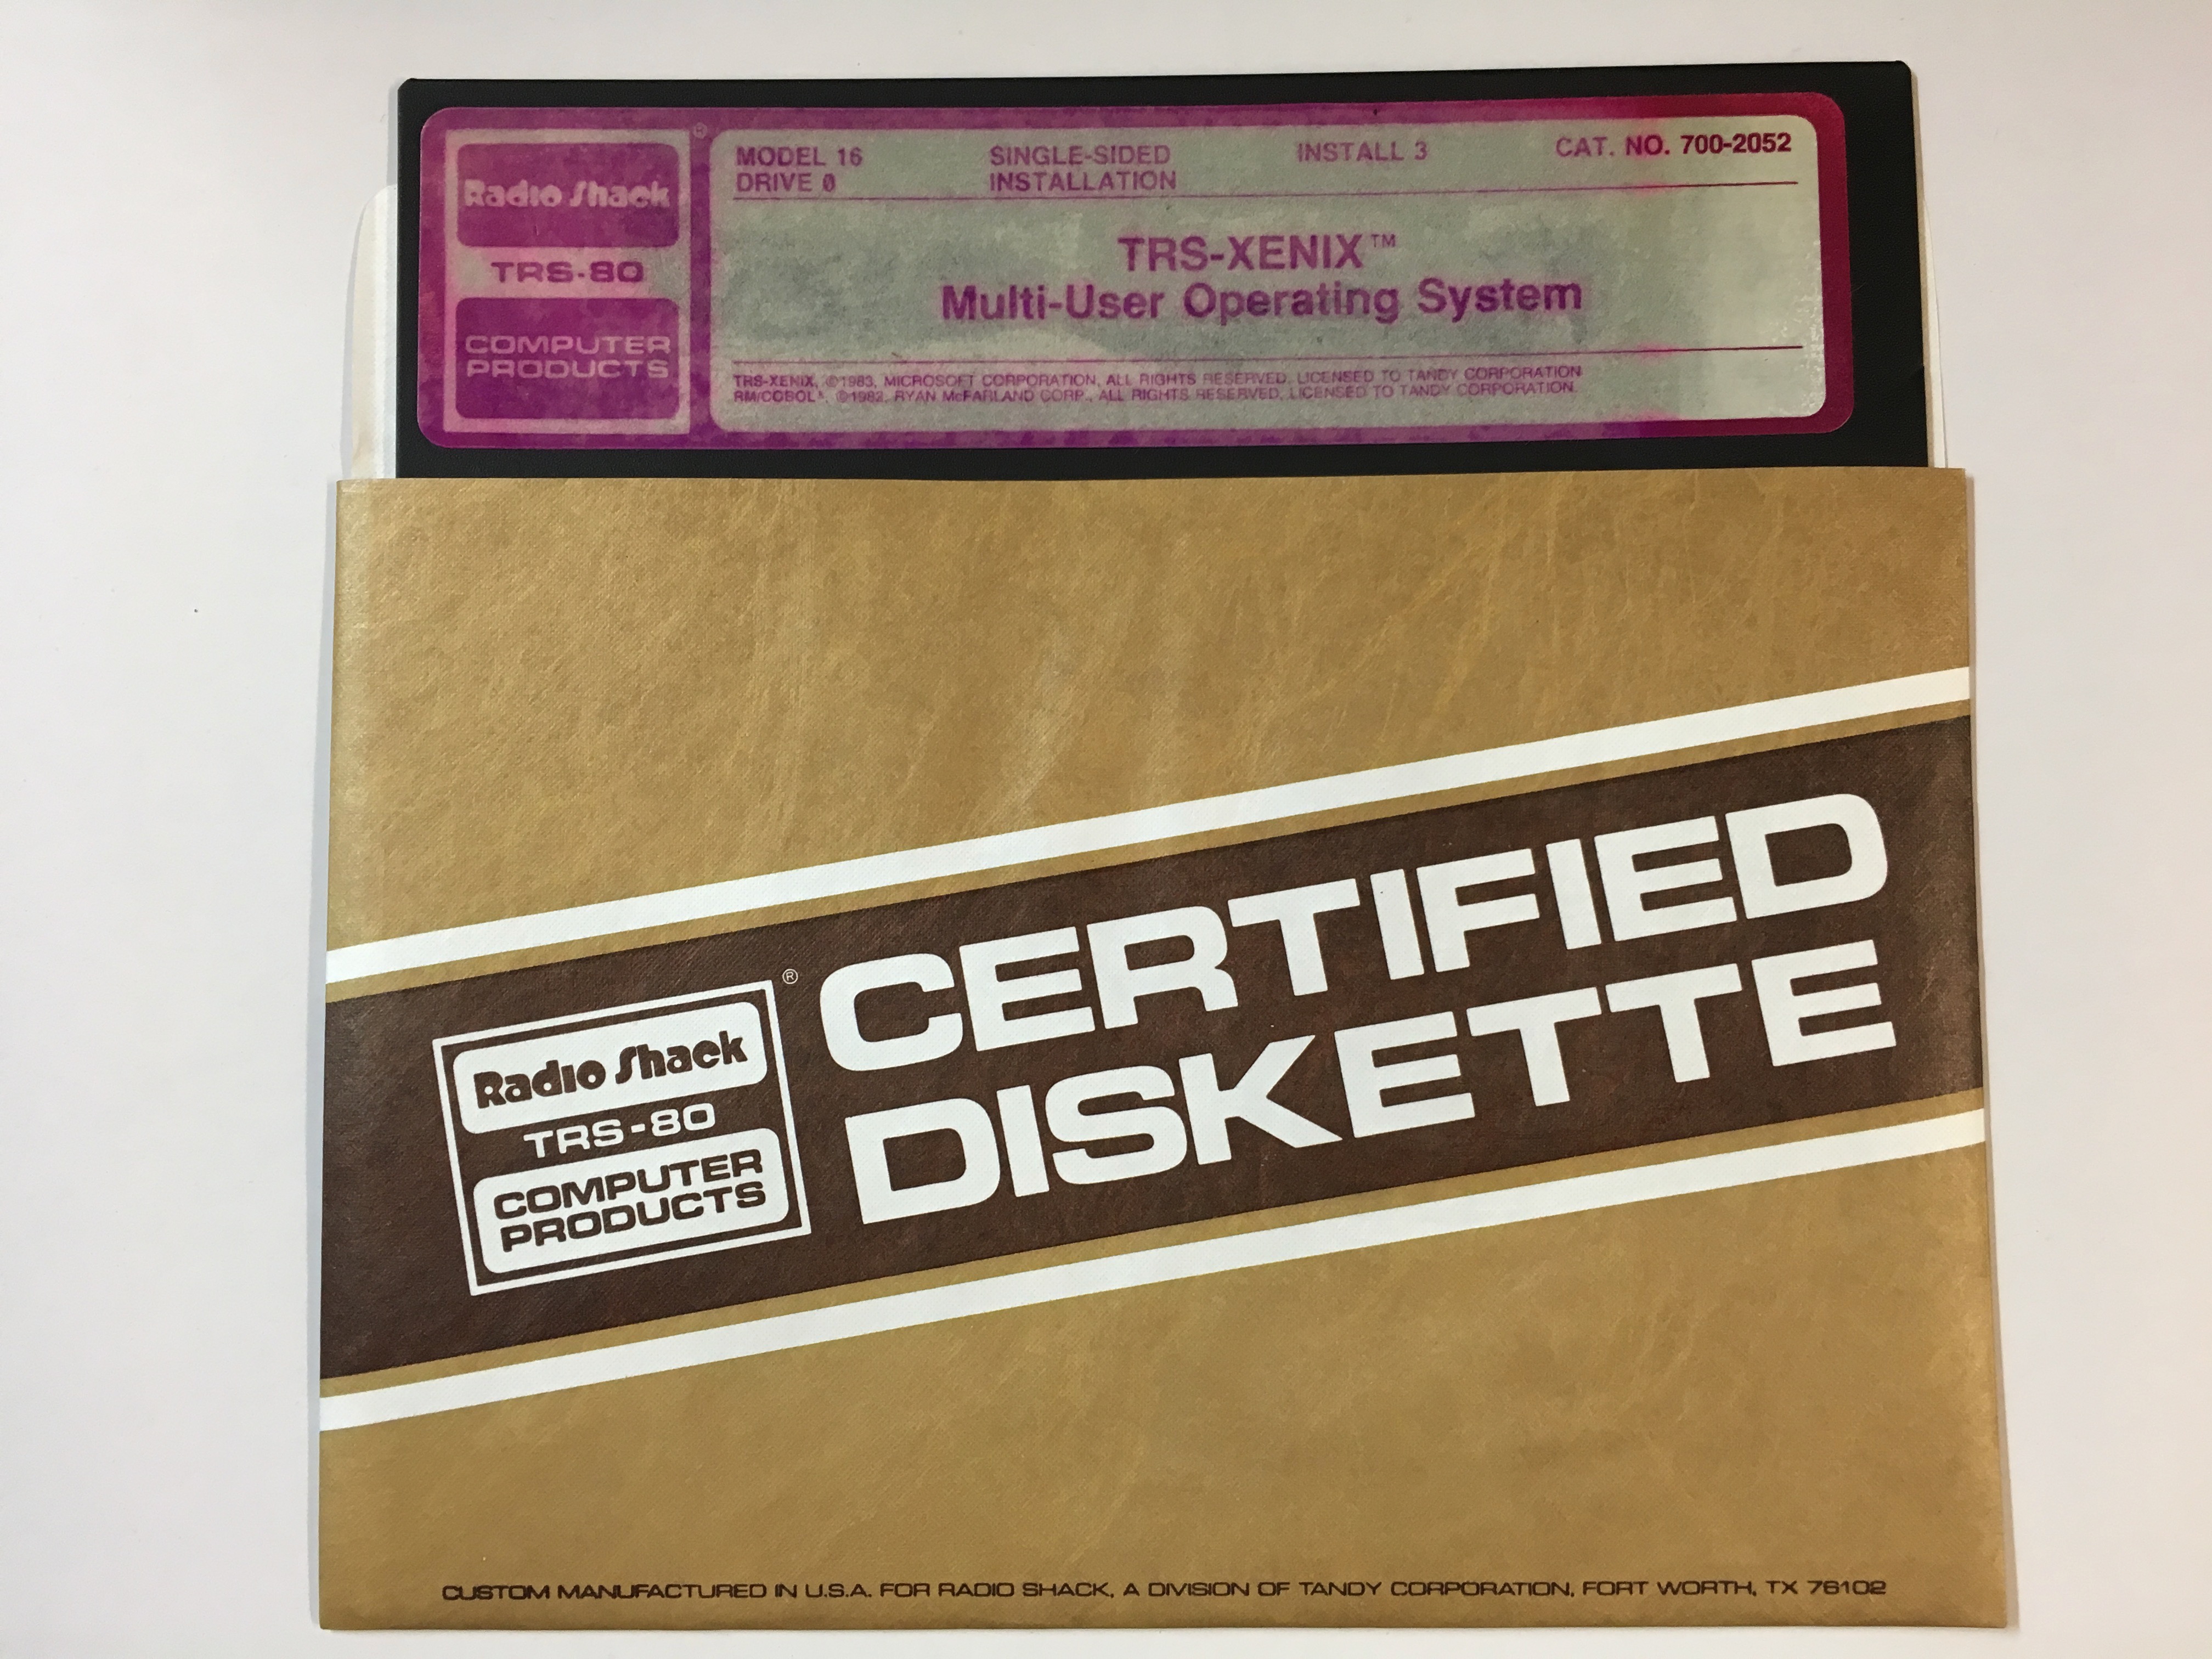 Radio Shack
TRS-80
COMPUTER
PRODUCTS
®
MODEL 16
DRIVE 0
SINGLE-SIDED
INSTALLATION
INSTALL 3
CAT. NO. 700-2052
TRS-XENIX™
Multi-User Operating System
TRS-XENIX, ©1983, MICROSOFT CORPORATION, ALL RIGHTS RESERVED. LICENSED TO TANDY CORPORATION
RM/COBOL*, ©1982, RYAN McFARLAND CORP., ALL RIGHTS RESERVED, LICENSED TO TANDY CORPORATION.
Radio Shack
TRS-80
COMPUTER
PRODUCTS
®
CERTIFIED
DISKETTE
CUSTOM MANUFACTURED IN U.S.A. FOR RADIO SHACK, A DIVISION OF TANDY CORPORATION, FORT WORTH, TX 76102